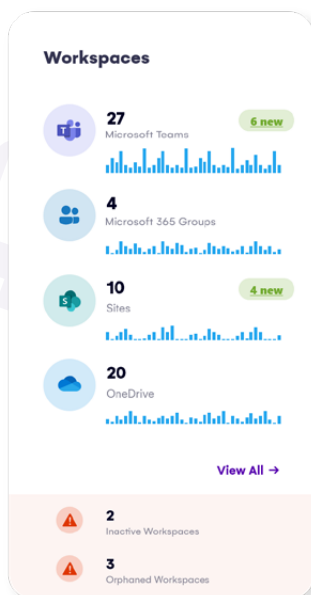 Workspaces
27
6 new
Microsoft Teams
4
Microsoft 365 Groups
10
4 new
Sites
20
OneDrive
View All →
2
Inactive Workspaces
3
Orphaned Workspaces